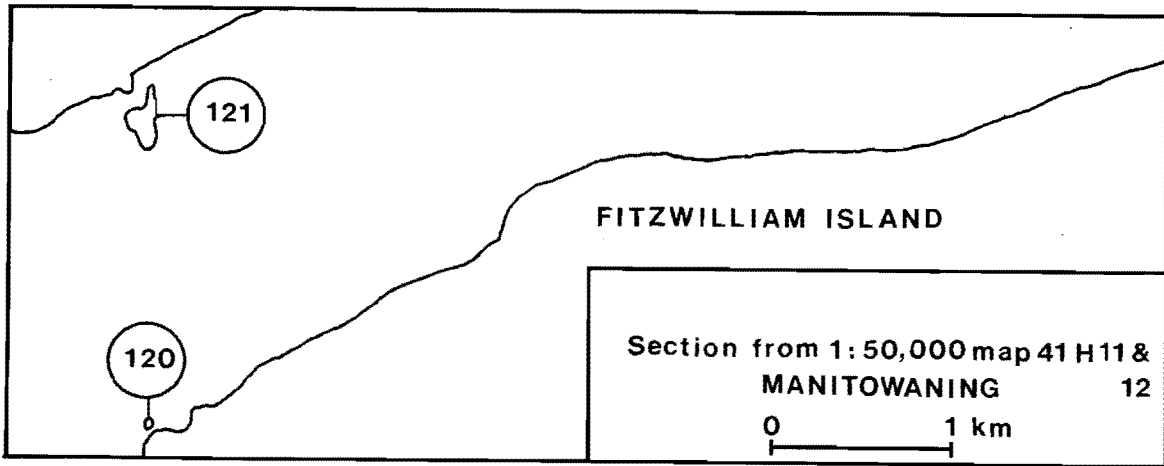 121
FITZWILLIAM ISLAND
120
Section from 1:50,000 map 41 H11 &
MANITOWANING 12
0 1 km